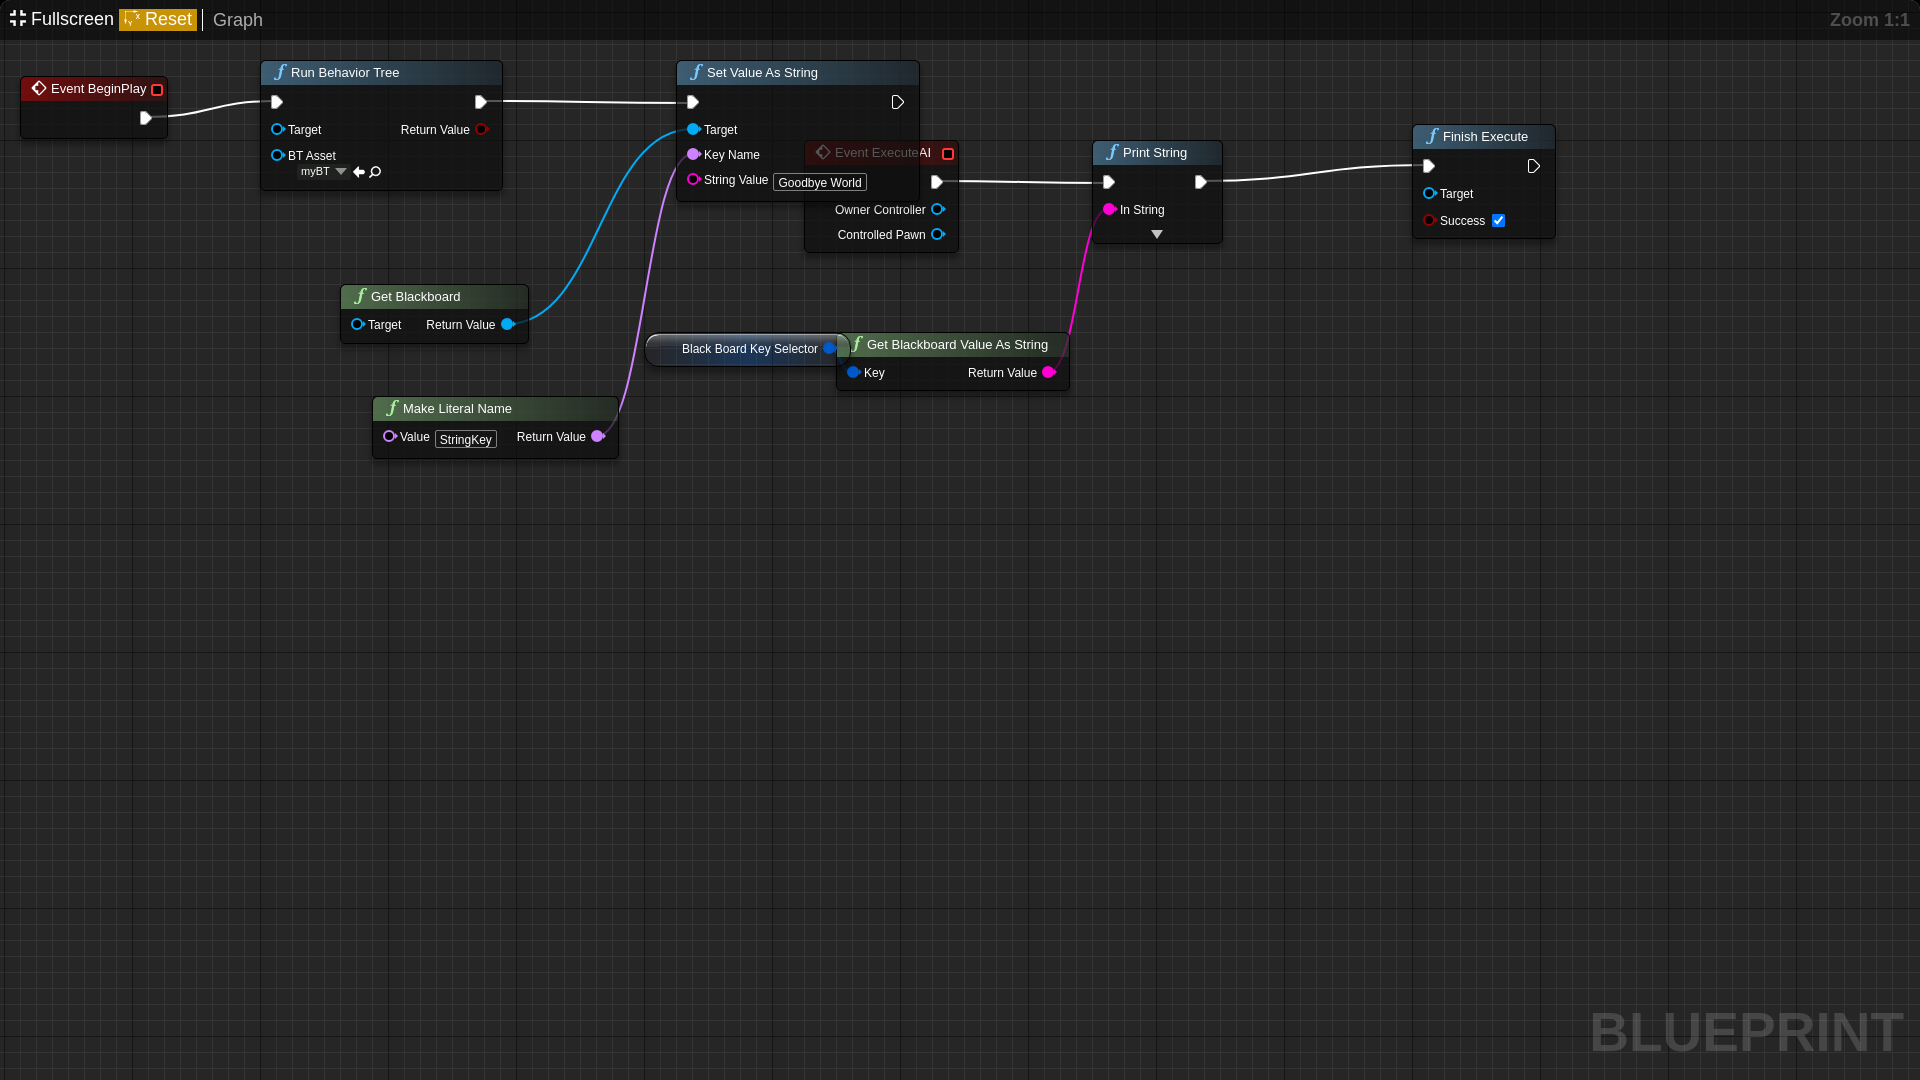 Fullscreen Reset Graph Zoom 1:1
Event BeginPlay
Run Behavior Tree
Target Return Value
BT Asset
myBT
Set Value As String
Target
Key Name
String Value Goodbye World
Event ExecuteAI
Owner Controller
Controlled Pawn
Print String
In String
Finish Execute
Target
Success
Get Blackboard
Target Return Value
Black Board Key Selector
Get Blackboard Value As String
Key Return Value
Make Literal Name
Value StringKey Return Value
BLUEPRINT